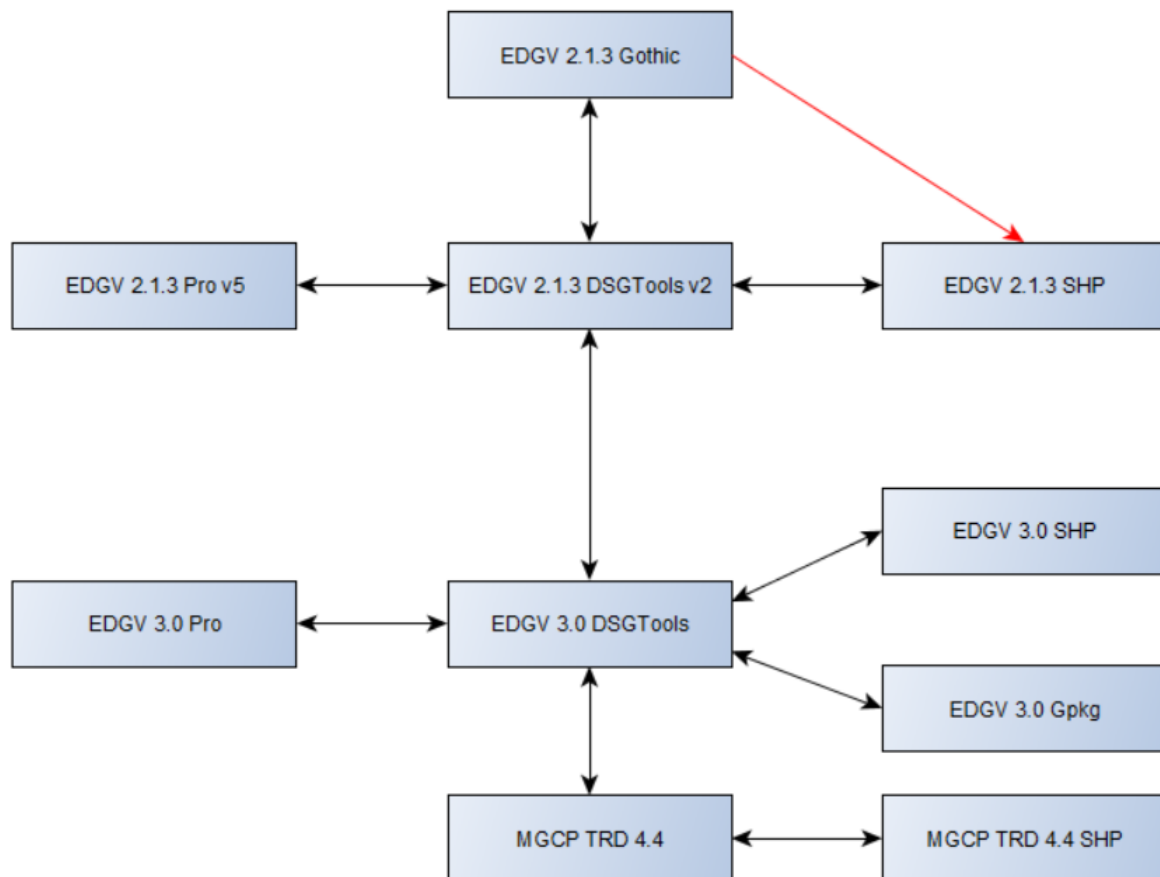 EDGV 2.1.3 Gothic
EDGV 2.1.3 Pro v5
EDGV 2.1.3 DSGTools v2
EDGV 2.1.3 SHP
EDGV 3.0 SHP
EDGV 3.0 Pro
EDGV 3.0 DSGTools
EDGV 3.0 Gpkg
MGCP TRD 4.4
MGCP TRD 4.4 SHP